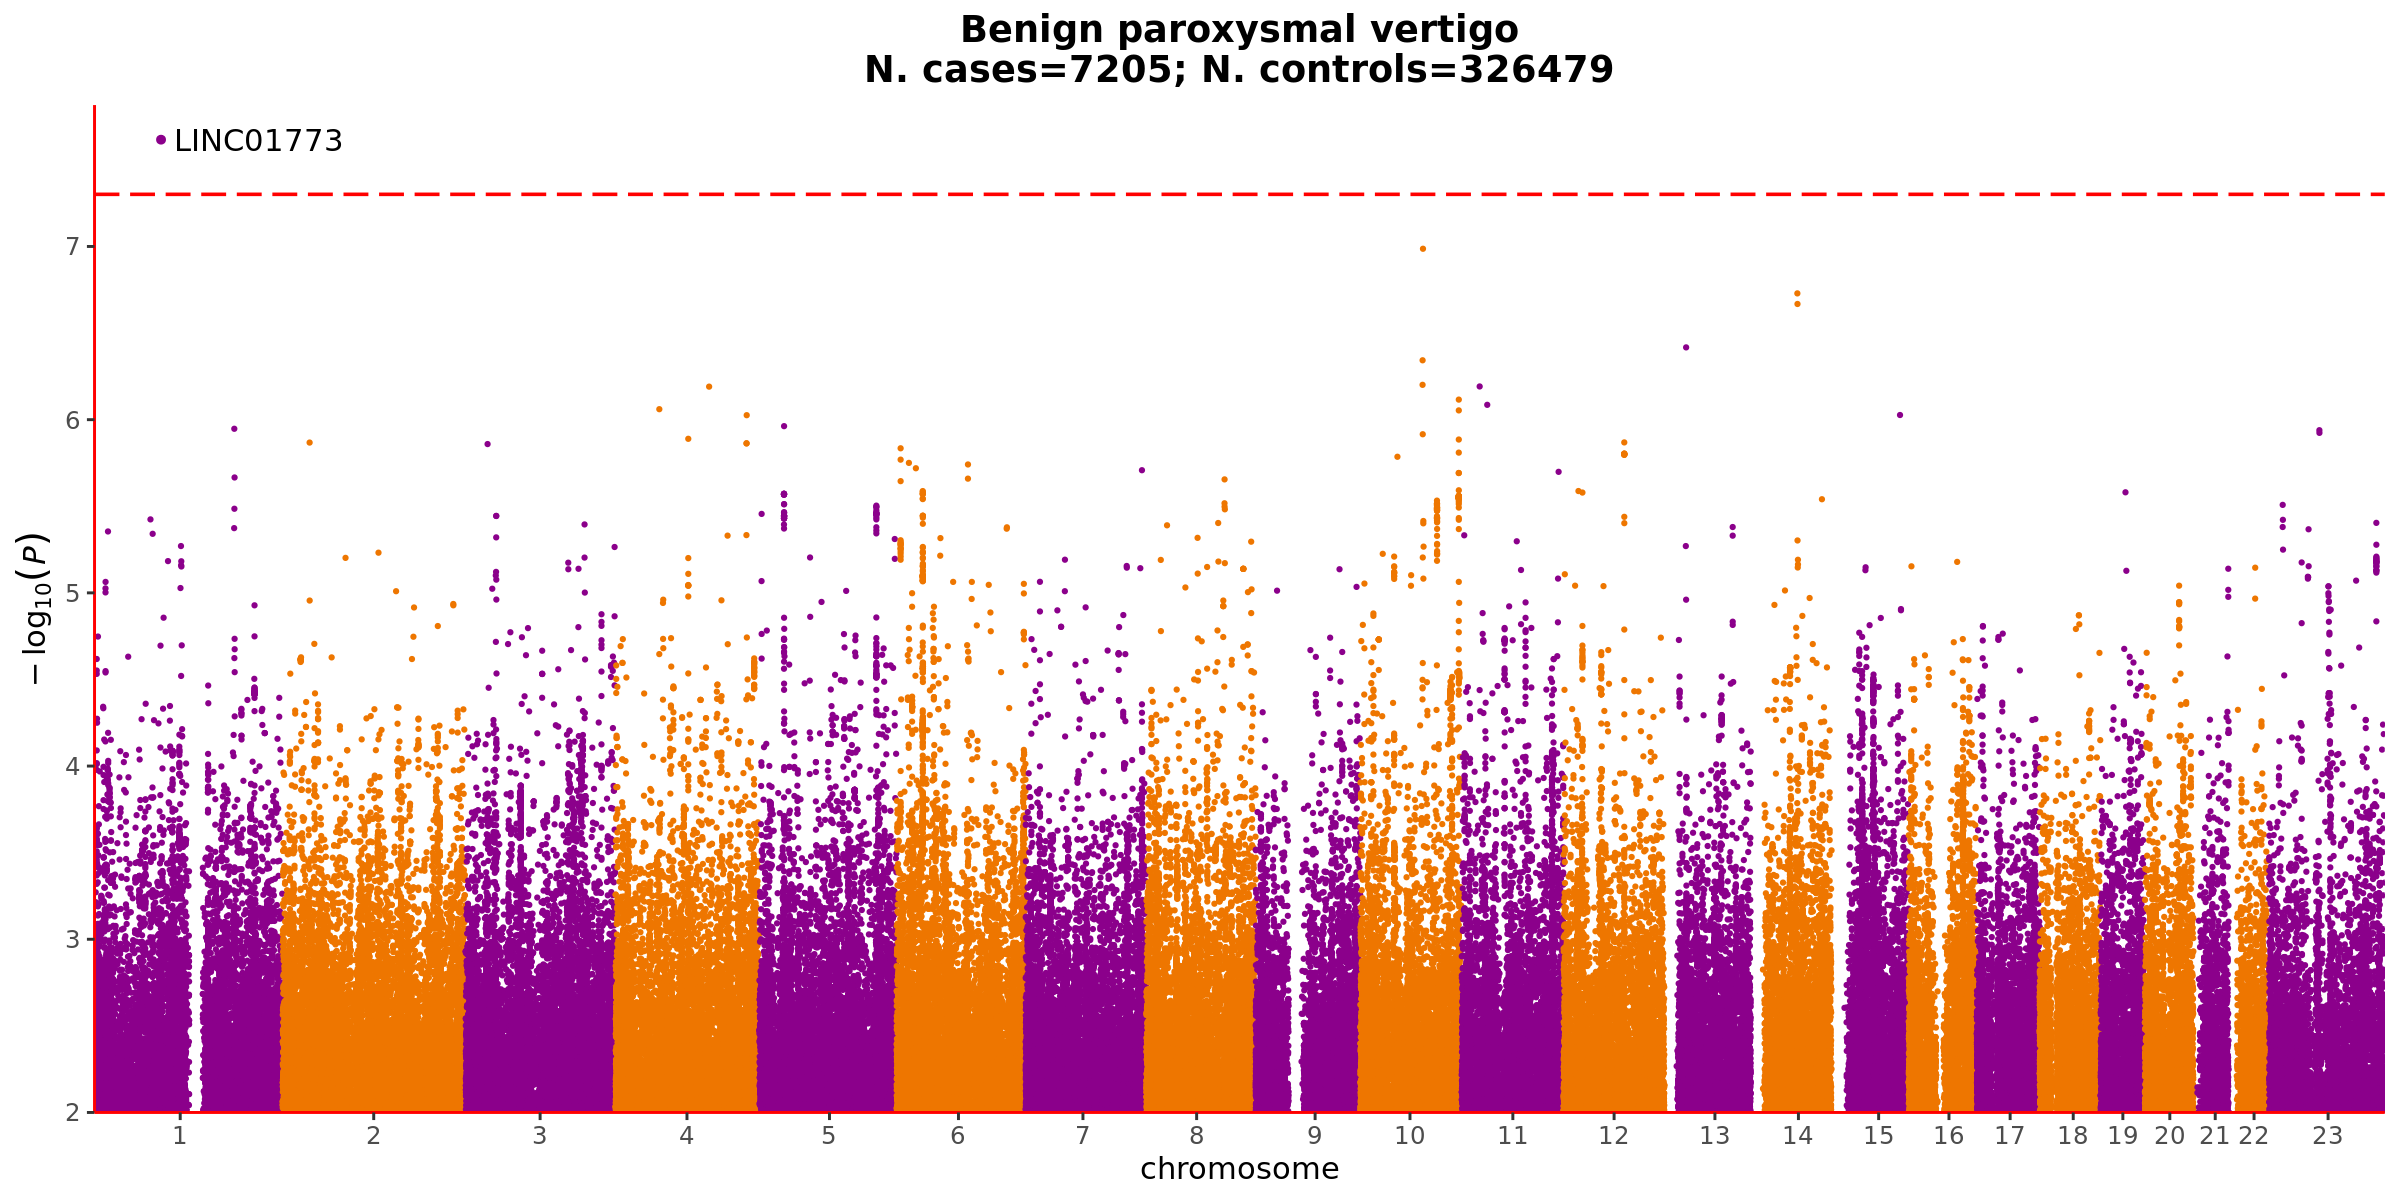 Benign paroxysmal vertigo
N. cases=7205; N. controls=326479
LINC01773
7
6
5
4
3
2
− log10(P)
1 2 3 4 5 6 7 8 9 10 11 12 13 14 15 16 17 18 19 20 21 22 23
chromosome